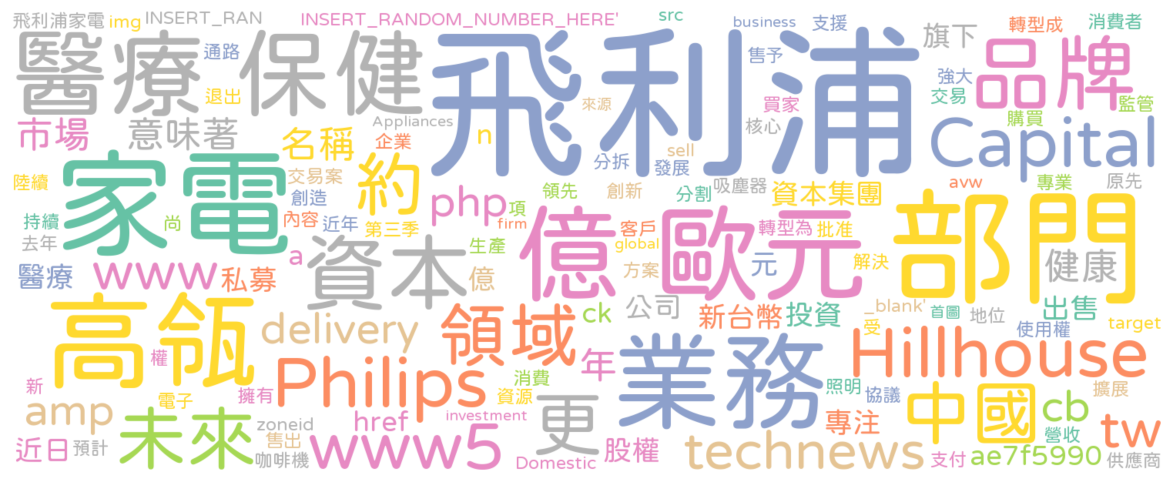 飛利浦家電 img INSERT_RAN INSERT_RANDOM_NUMBER_HERE' src business 支援 旗下 轉型成 消費者
醫療保健 飛利浦 品牌
通路 售予 強大
退出 Appliances 來源 買家 交易 監管
市場 意味著 名稱 企業 n 分拆 sell 核心 Capital 購買
陸續 家電 交易案 約 發展 吸塵器 資本集團 avw 專業 原先
創造 領先 創新 分割
持續 尚 內容 近年 第三季 php 項 firm 億 歐元 客戶 轉型為 批准 部門
去年 a 資本 生產 global
醫療 www 私募 億 方案 元 解決 健康
公司 _blank' 首圖 地位 出售
高瓴 delivery 領域 ck 新台幣 投資 受 使用權 target
權 Philips 年 業務 Hillhouse
新 電子 擁有 消費 資源 照明 協議 中國 擴展
amp 未來 zoneid href investment 更 專注 cb tw
近日 預計 售出 www5 股權 technews 營收
咖啡機 Domestic 支付 ae7f5990 供應商